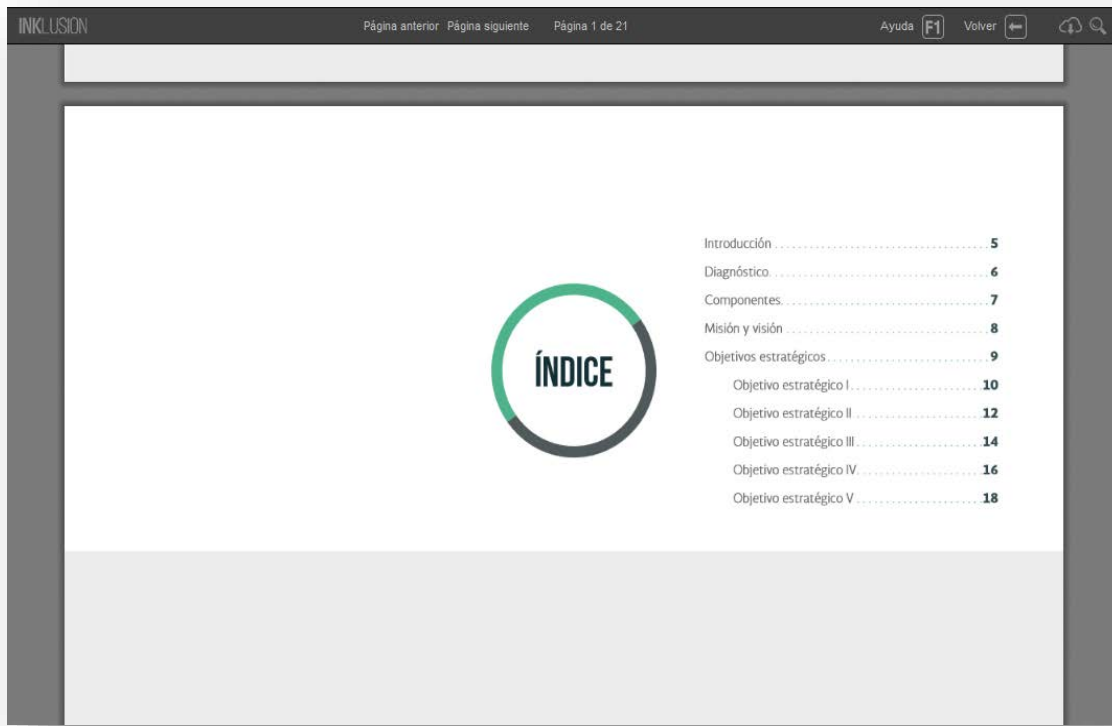 INKLUSION Página anterior Página siguiente Página 1 de 21 Ayuda F1 Volver
ÍNDICE
Introducción 5
Diagnóstico 6
Componentes 7
Misión y visión 8
Objetivos estratégicos 9
Objetivo estratégico I 10
Objetivo estratégico II 12
Objetivo estratégico III 14
Objetivo estratégico IV 16
Objetivo estratégico V 18